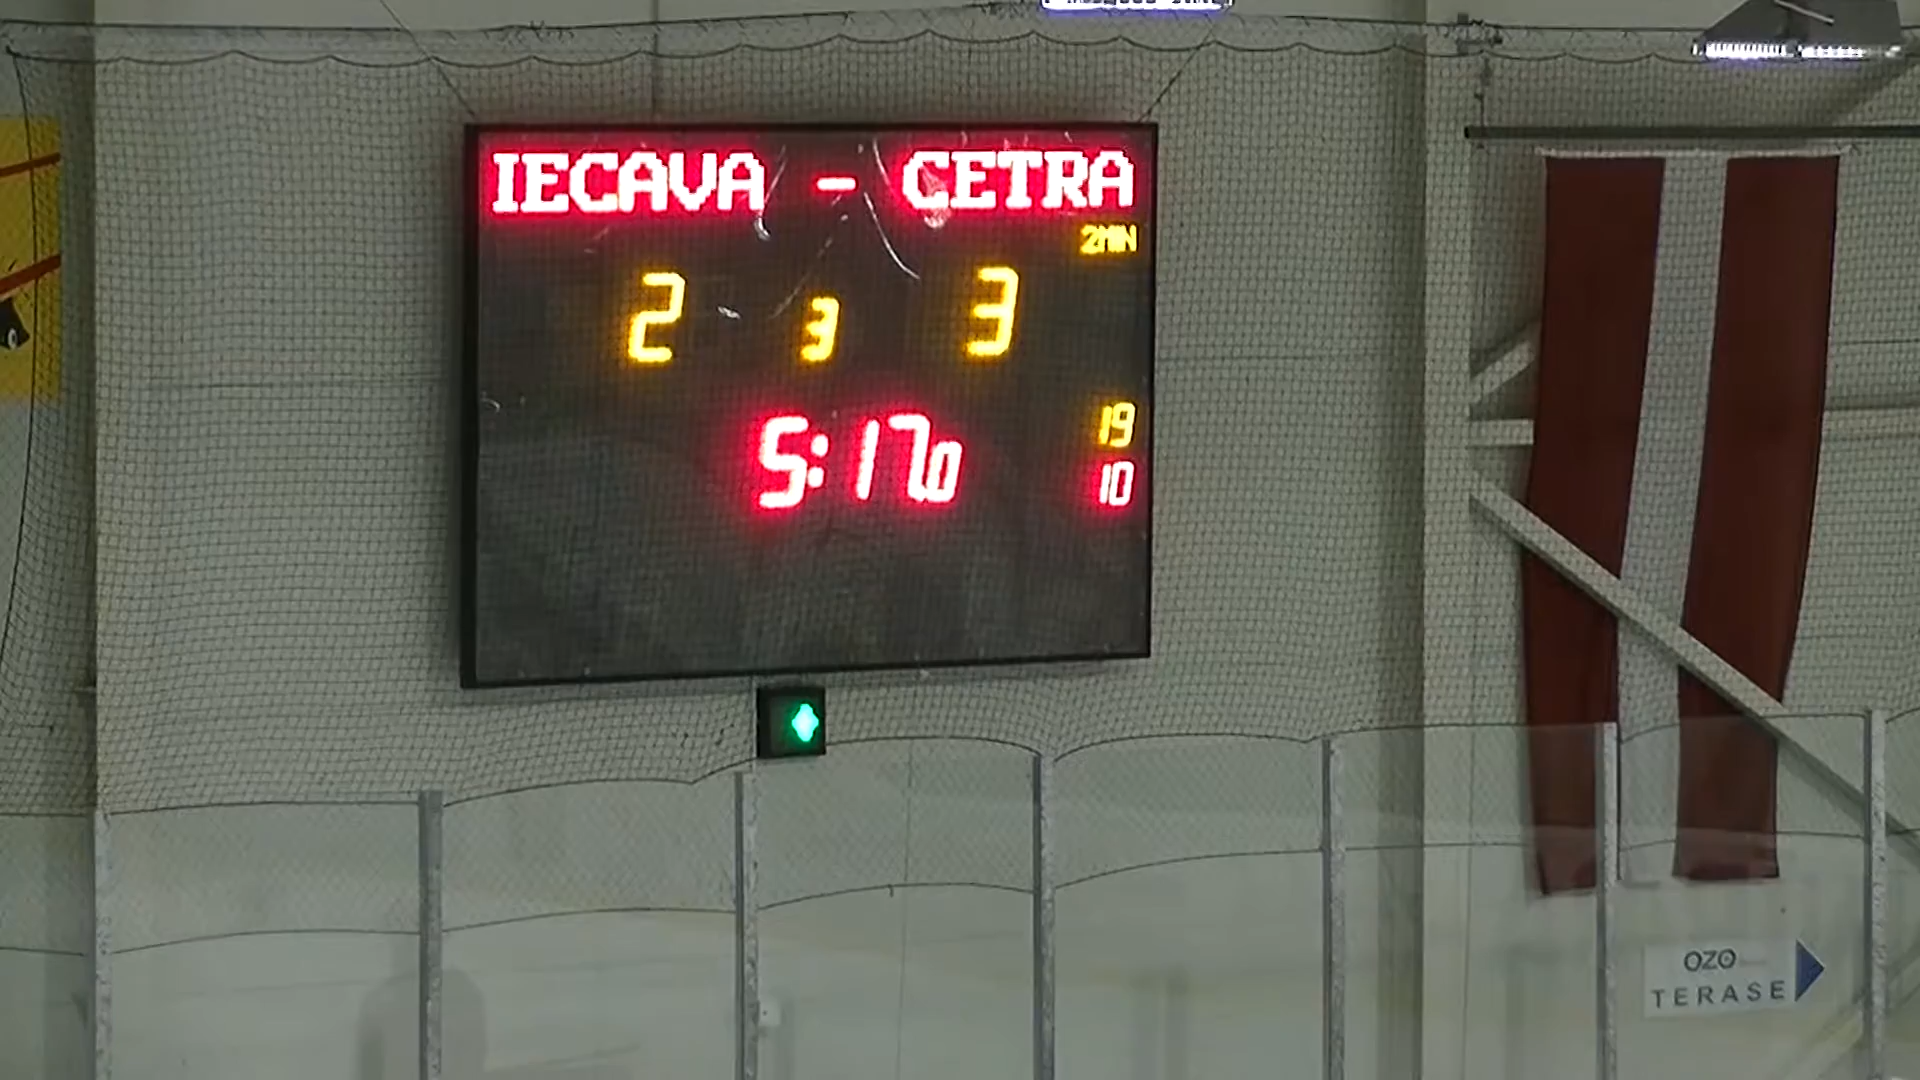 IECAVA - CETRA
2MIN
2 3 3
5:17.0 19
10
OZO
TERASE